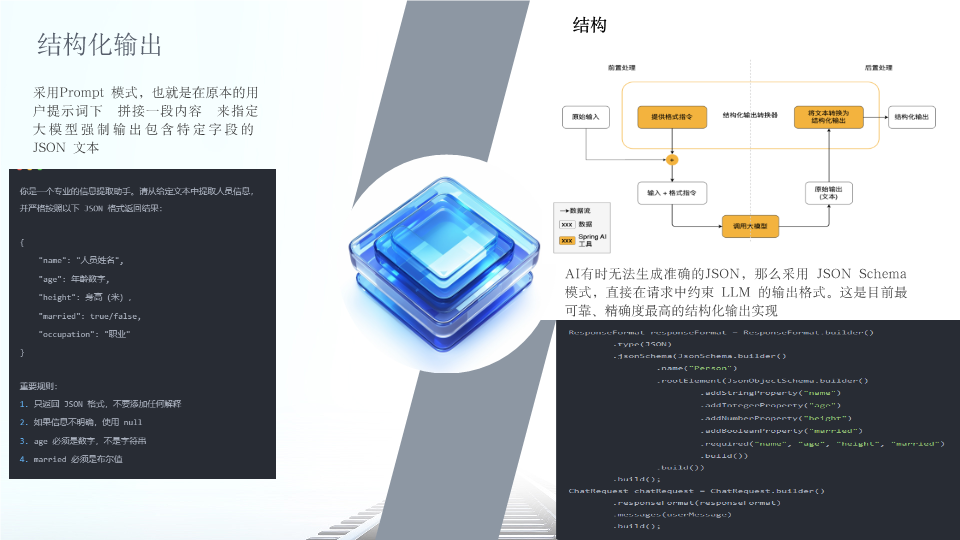 结构化输出
采用Prompt 模式，也就是在原本的用
户提示词下 拼接一段内容 来指定
大模型强制输出包含特定字段的
JSON 文本
你是一个专业的信息提取助手。请从给定文本中提取人员信息，
并严格按照以下 JSON 格式返回结果：
{
"name": "人员姓名",
"age": 年龄数字,
"height": 身高（米）,
"married": true/false,
"occupation": "职业"
}
重要规则:
1. 只返回 JSON 格式，不要添加任何解释
2. 如果信息不明确，使用 null
3. age 必须是数字，不是字符串
4. married 必须是布尔值
结构
前置处理
后置处理
原始输入
提供格式指令
结构化输出转换器
将文本转换为
结构化输出
结构化输出
+
输入 + 格式指令
原始输出
(文本)
调用大模型
数据流
xxx 数据
xxx Spring AI
工具
AI有时无法生成准确的JSON，那么采用 JSON Schema
模式，直接在请求中约束 LLM 的输出格式。这是目前最
可靠、精确度最高的结构化输出实现
ResponseFormat responseFormat = ResponseFormat.builder()
.type(JSON)
.jsonSchema(JsonSchema.builder()
.name("Person")
.rootElement(JsonObjectSchema.builder()
.addStringProperty("name")
.addIntegerProperty("age")
.addNumberProperty("height")
.addBooleanProperty("married")
.required("name", "age", "height", "married")
.build())
.build())
.build();
ChatRequest chatRequest = ChatRequest.builder()
.responseFormat(responseFormat)
.messages(userMessage)
.build();